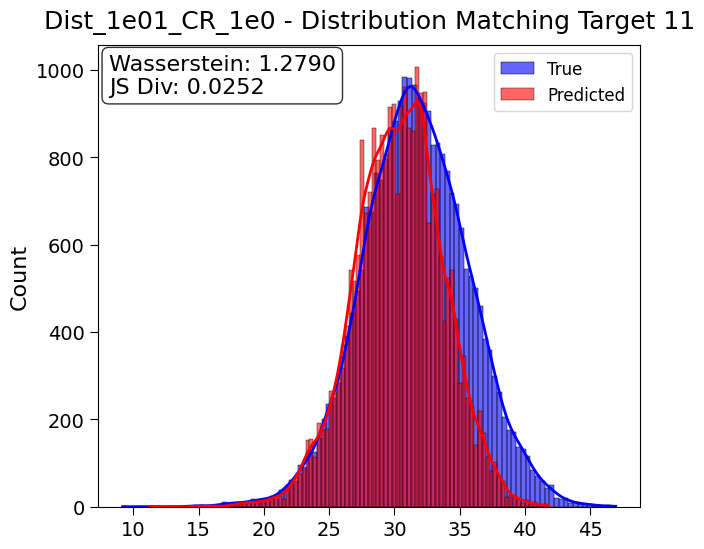 Dist_1e01_CR_1e0 - Distribution Matching Target 11
Wasserstein: 1.2790
JS Div: 0.0252
True
Predicted
Count
1000
800
600
400
200
0
10 15 20 25 30 35 40 45